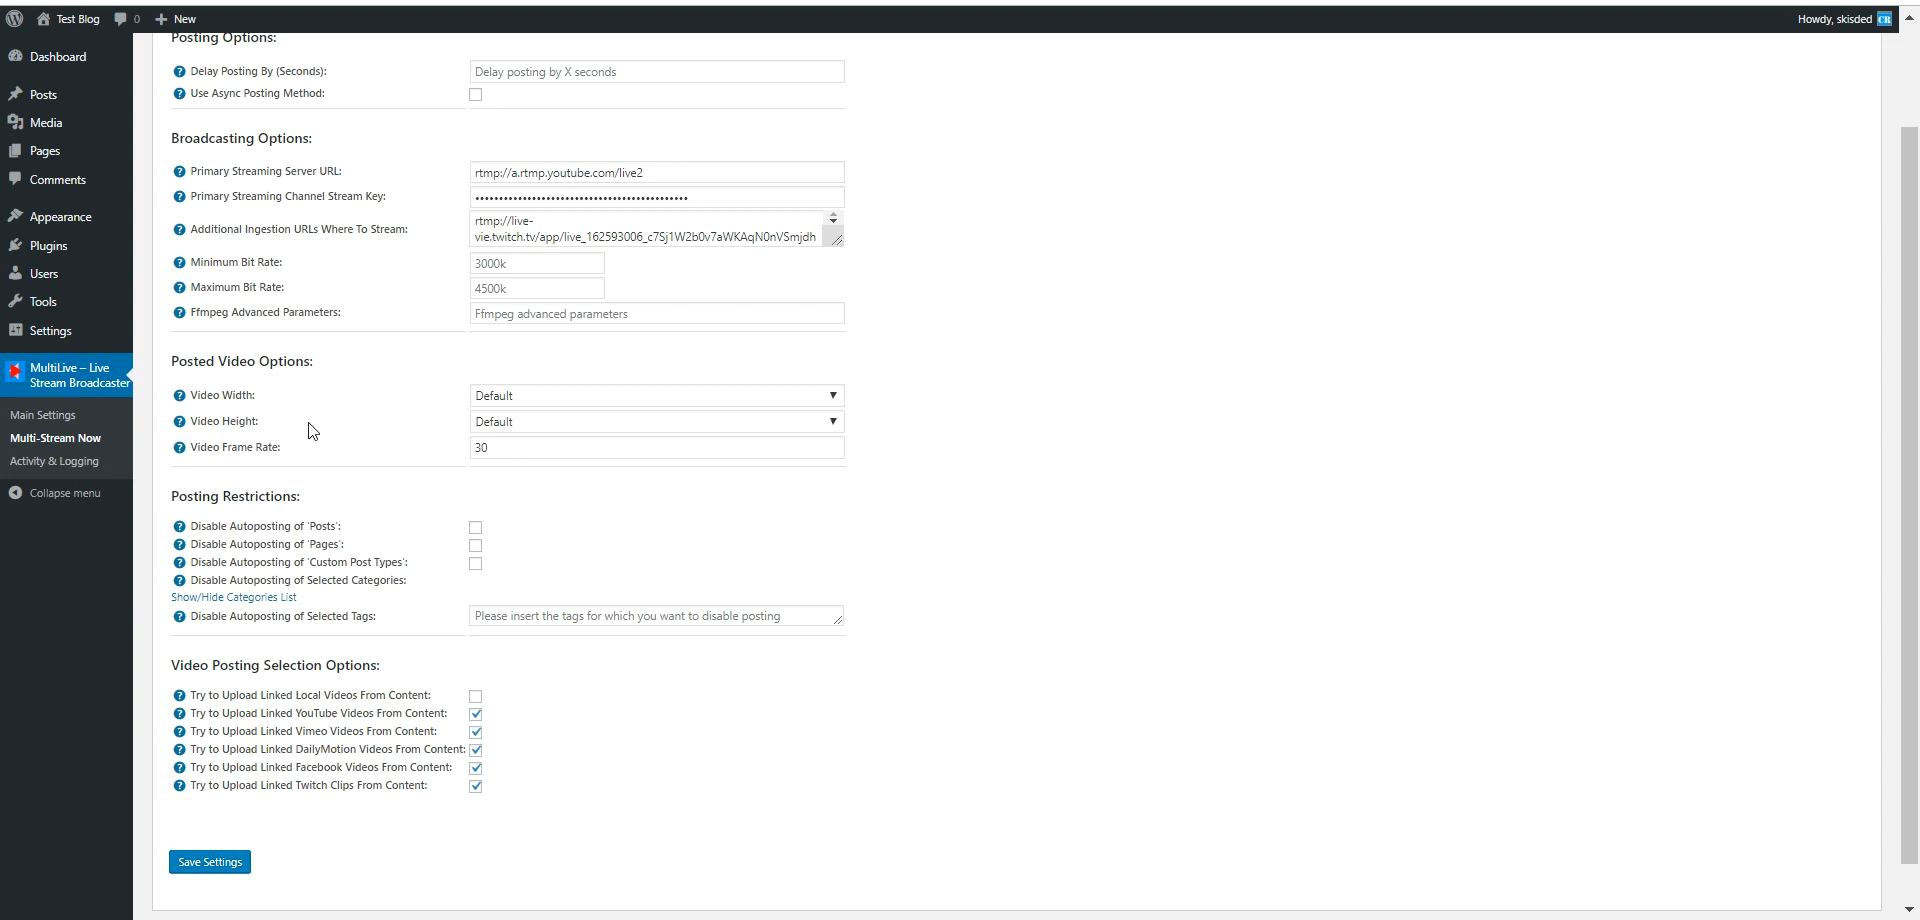 Test Blog 0 New Howdy, skisded CR
Dashboard
Posts
Media
Pages
Comments
Appearance
Plugins
Users
Tools
Settings
MultiLive – Live
Stream Broadcaster
Main Settings
Multi-Stream Now
Activity & Logging
Collapse menu
Posting Options:
Delay Posting By (Seconds): Delay posting by X seconds
Use Async Posting Method:
Broadcasting Options:
Primary Streaming Server URL: rtmp://a.rtmp.youtube.com/live2
Primary Streaming Channel Stream Key: ••••••••••••••••••••••••••••••••••••••••••••
Additional Ingestion URLs Where To Stream: rtmp://live-
vie.twitch.tv/app/live_162593006_c7Sj1W2b0v7aWKAqN0nVSmjdh
Minimum Bit Rate: 3000k
Maximum Bit Rate: 4500k
Ffmpeg Advanced Parameters: Ffmpeg advanced parameters
Posted Video Options:
Video Width: Default
Video Height: Default
Video Frame Rate: 30
Posting Restrictions:
Disable Autoposting of 'Posts':
Disable Autoposting of 'Pages':
Disable Autoposting of 'Custom Post Types':
Disable Autoposting of Selected Categories:
Show/Hide Categories List
Disable Autoposting of Selected Tags: Please insert the tags for which you want to disable posting
Video Posting Selection Options:
Try to Upload Linked Local Videos From Content:
Try to Upload Linked YouTube Videos From Content:
Try to Upload Linked Vimeo Videos From Content:
Try to Upload Linked DailyMotion Videos From Content:
Try to Upload Linked Facebook Videos From Content:
Try to Upload Linked Twitch Clips From Content:
Save Settings